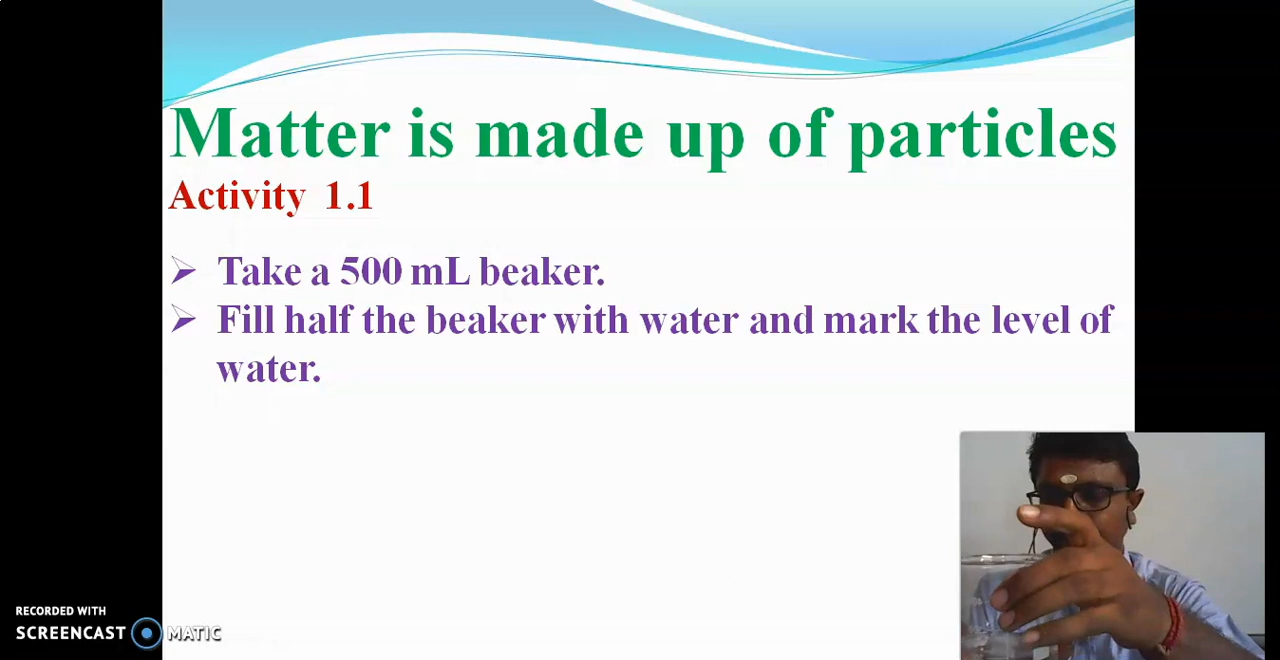 Matter is made up of particles
Activity 1.1
➢ Take a 500 mL beaker.
➢ Fill half the beaker with water and mark the level of
water.
RECORDED WITH
SCREENCAST MATIC